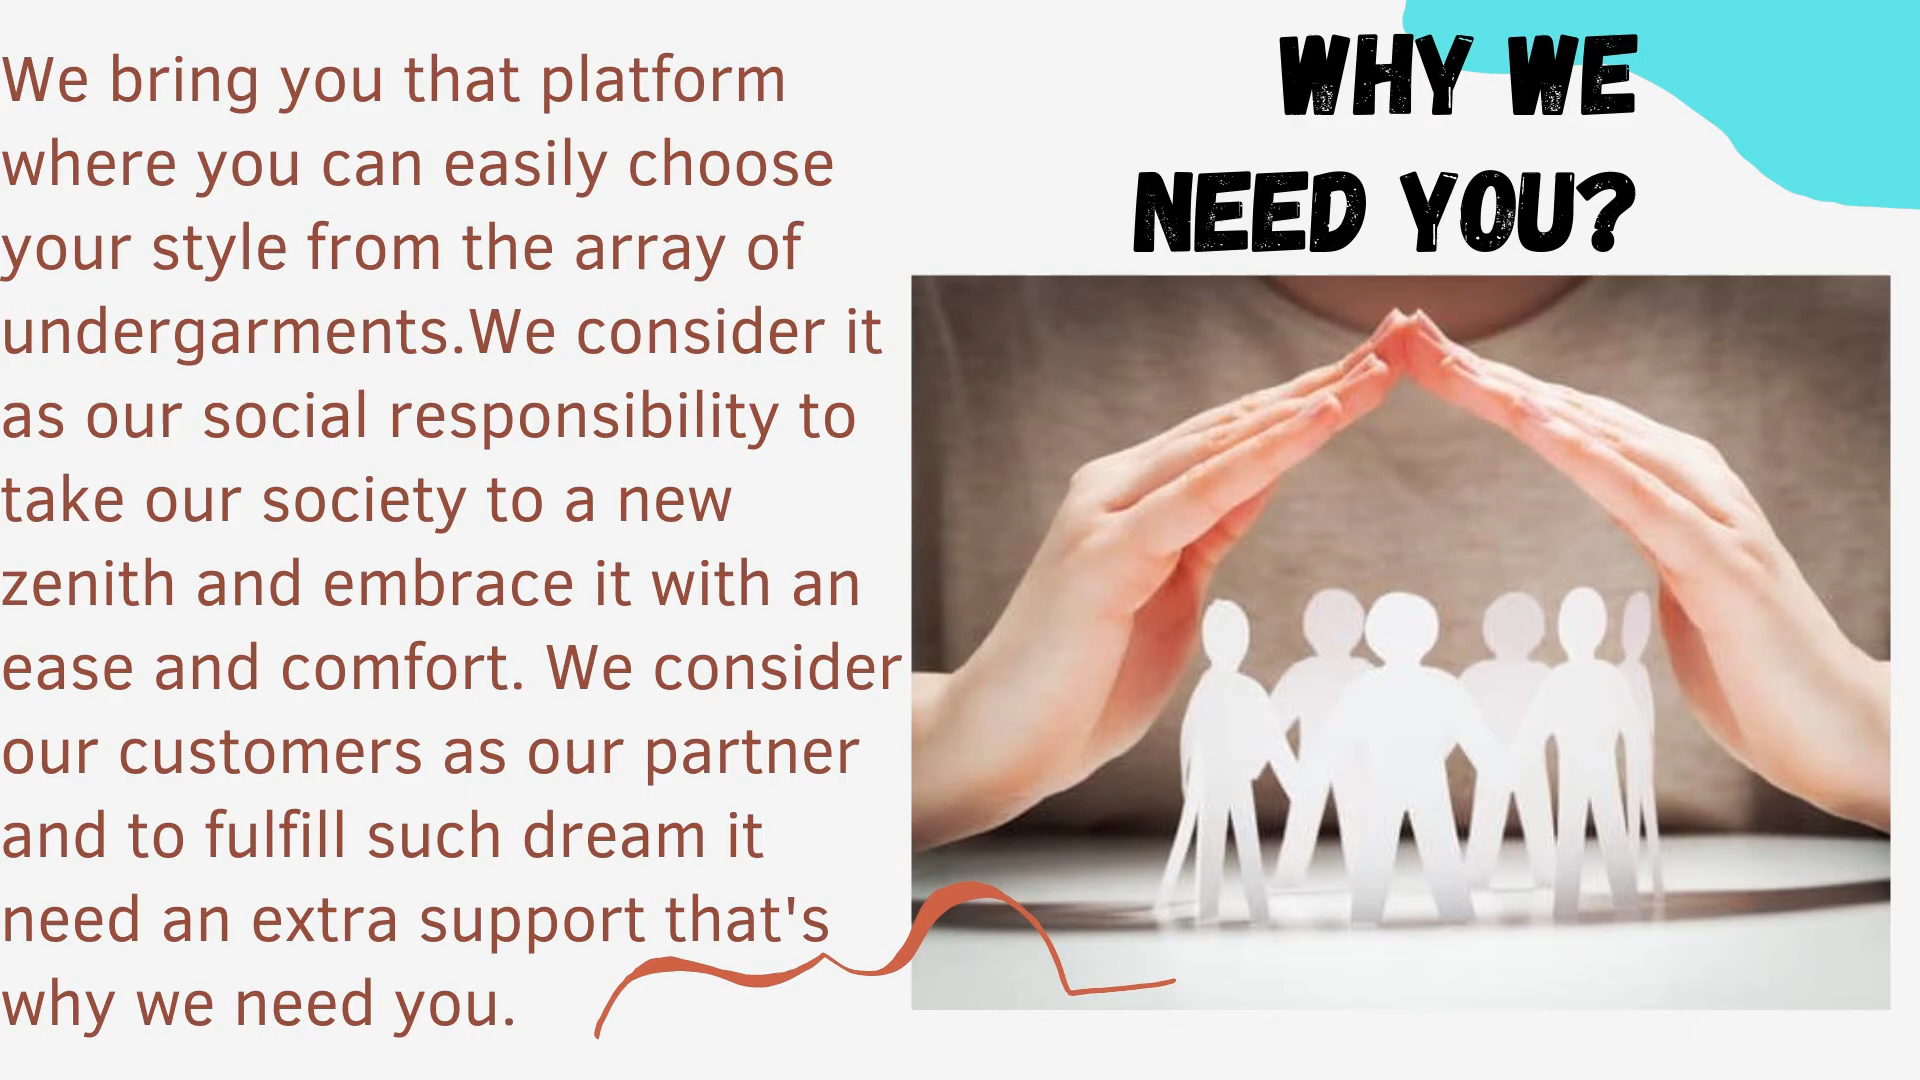 WHY WE
NEED YOU?
We bring you that platform
where you can easily choose
your style from the array of
undergarments.We consider it
as our social responsibility to
take our society to a new
zenith and embrace it with an
ease and comfort. We consider
our customers as our partner
and to fulfill such dream it
need an extra support that's
why we need you.